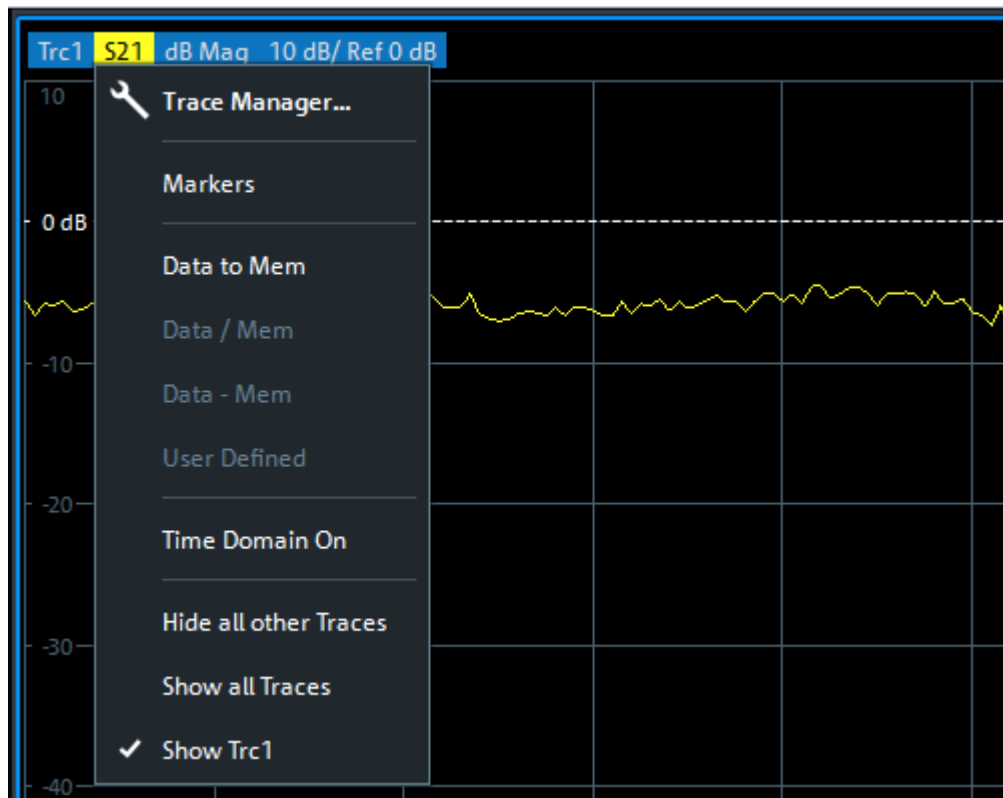 Trc1 S21 dB Mag 10 dB/ Ref 0 dB
10
Trace Manager...
Markers
0 dB
Data to Mem
Data / Mem
-10
Data - Mem
User Defined
-20
Time Domain On
Hide all other Traces
-30
Show all Traces
Show Trc1
-40